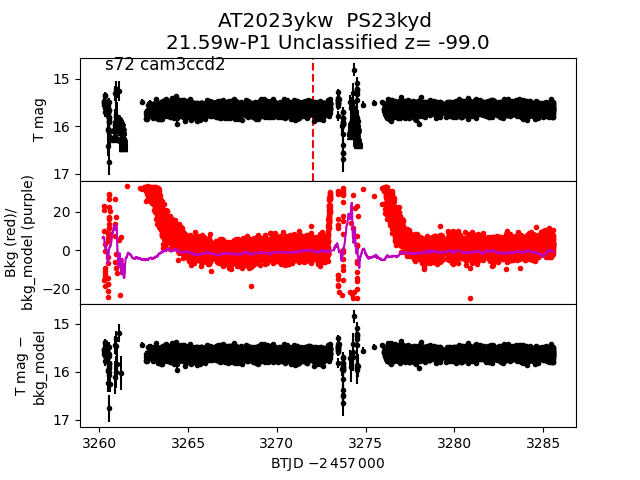 AT2023ykw  PS23kyd
21.59w-P1 Unclassified z= -99.0
s72 cam3ccd2
T mag
15
16
17
Bkg (red)/
bkg_model (purple)
20
0
−20
T mag −
bkg_model
15
16
17
3260 3265 3270 3275 3280 3285
BTJD −2 457 000